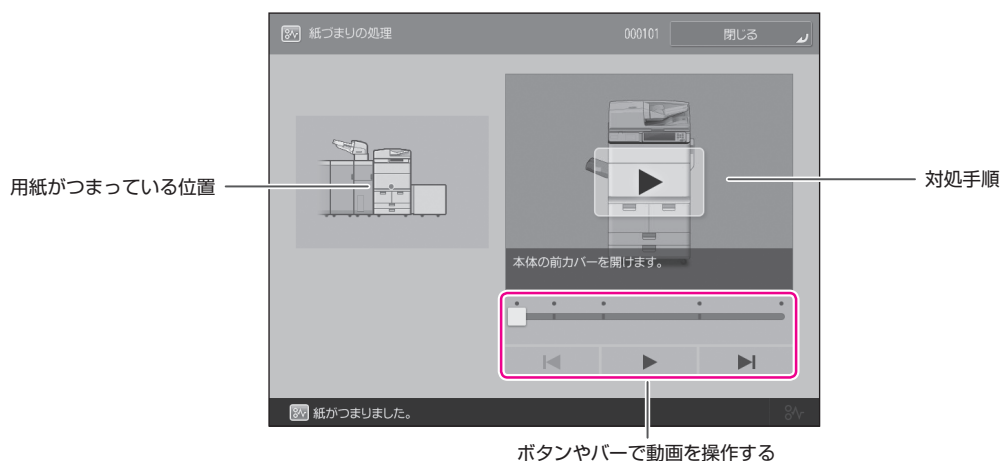 紙づまりの処理
000101
閉じる
用紙がつまっている位置
対処手順
本体の前カバーを開けます。
紙がつまりました。
ボタンやバーで動画を操作する